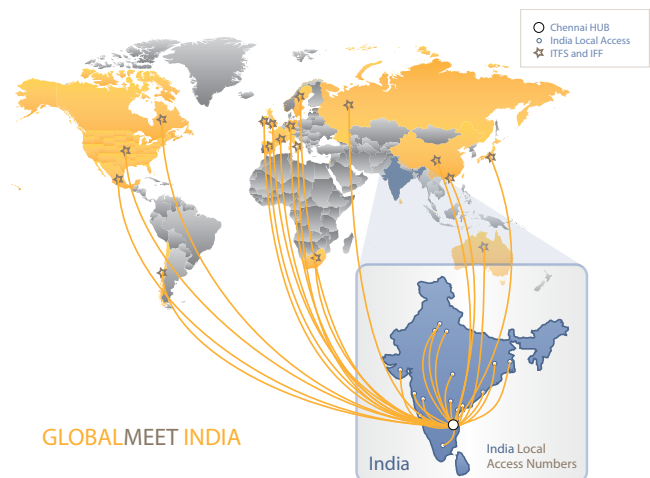 Chennai HUB
India Local Access
ITFS and IFF
GLOBALMEET INDIA
India
India Local
Access Numbers